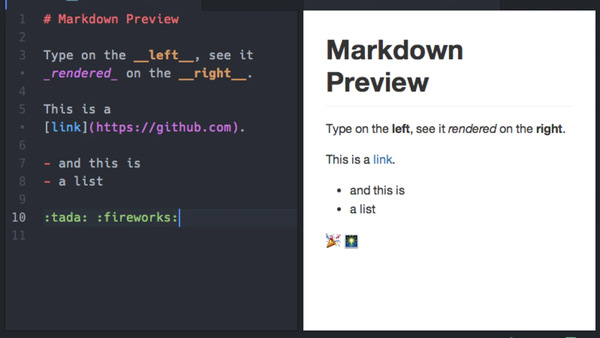 1 # Markdown Preview
2
3 Type on the __left__, see it
• _rendered_ on the __right__.
4
5 This is a
• [link](https://github.com).
6
7 - and this is
8 - a list
9
10 :tada: :fireworks:
11
Markdown
Preview
Type on the left, see it rendered on the right.
This is a link.
• and this is
• a list
🎉 🎆